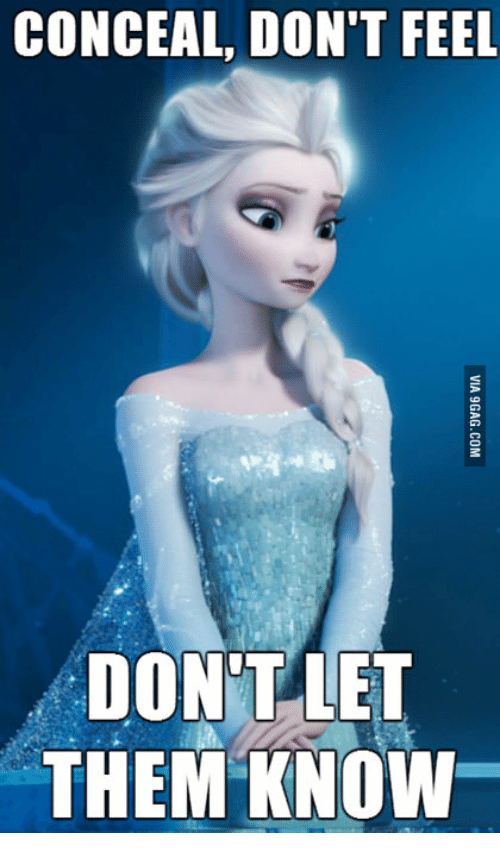 CONCEAL, DON'T FEEL
VIA 9GAG.COM
DON'T LET
THEM KNOW